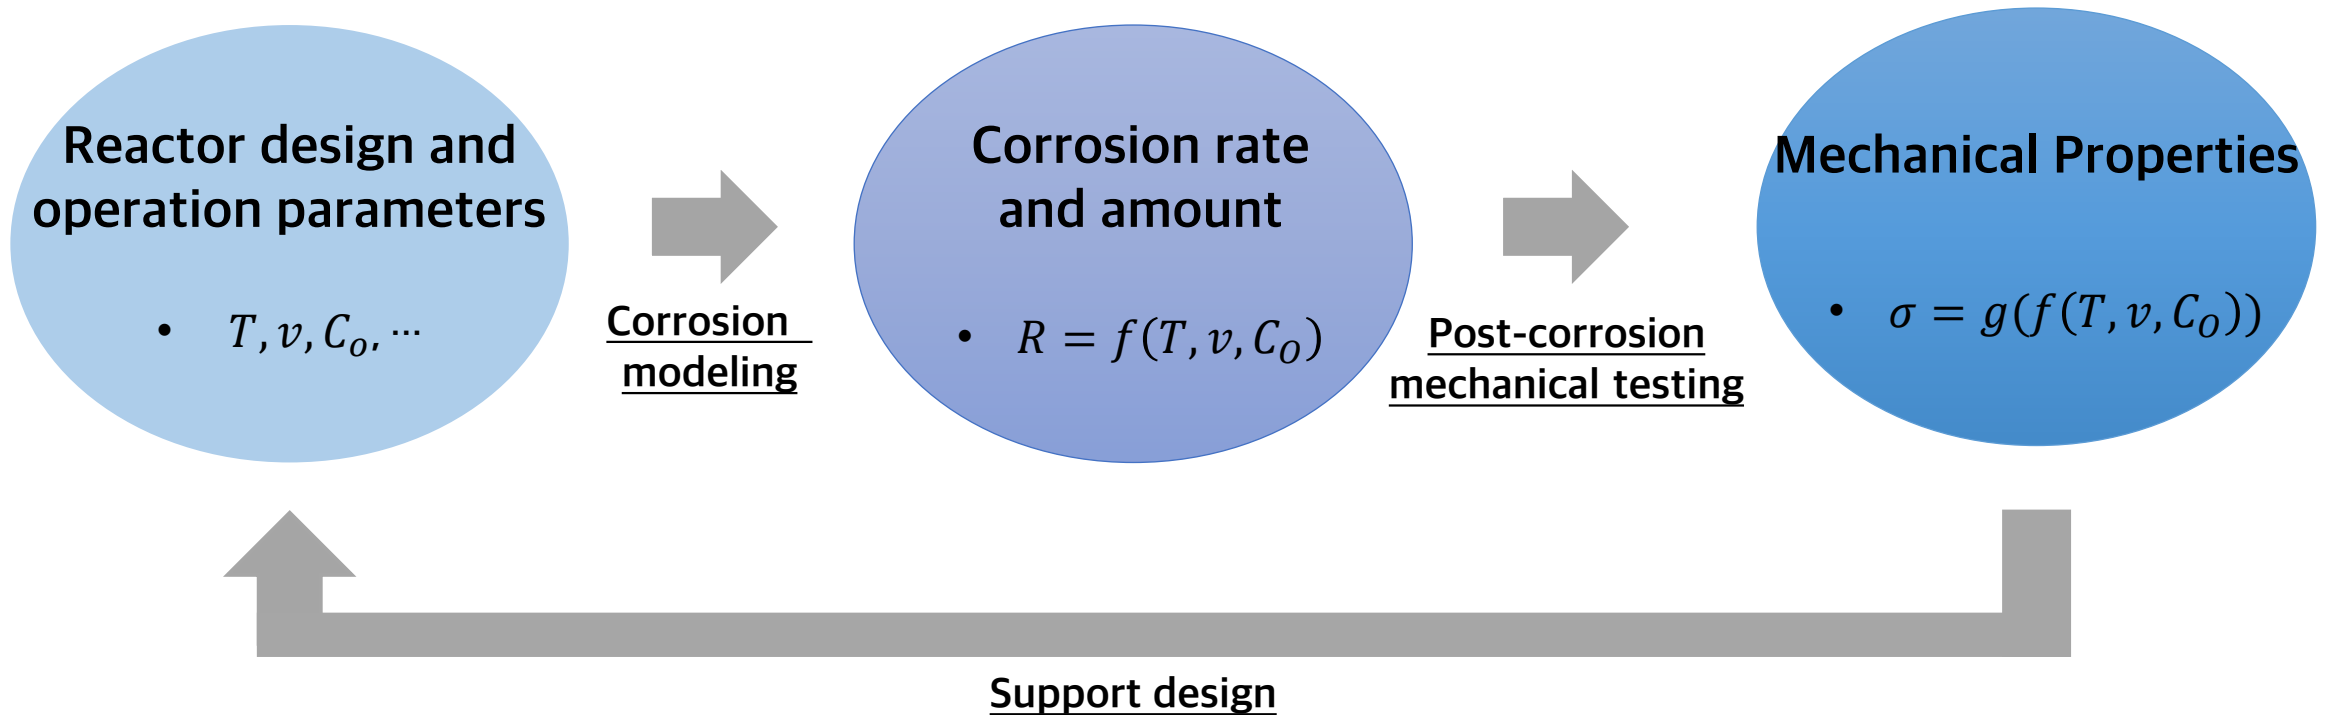 Reactor design and
operation parameters
• T, v, C_o, ⋯
Corrosion
modeling
Corrosion rate
and amount
• R = f(T, v, C_O)
Post-corrosion
mechanical testing
Mechanical Properties
• σ = g(f(T, v, C_O))
Support design